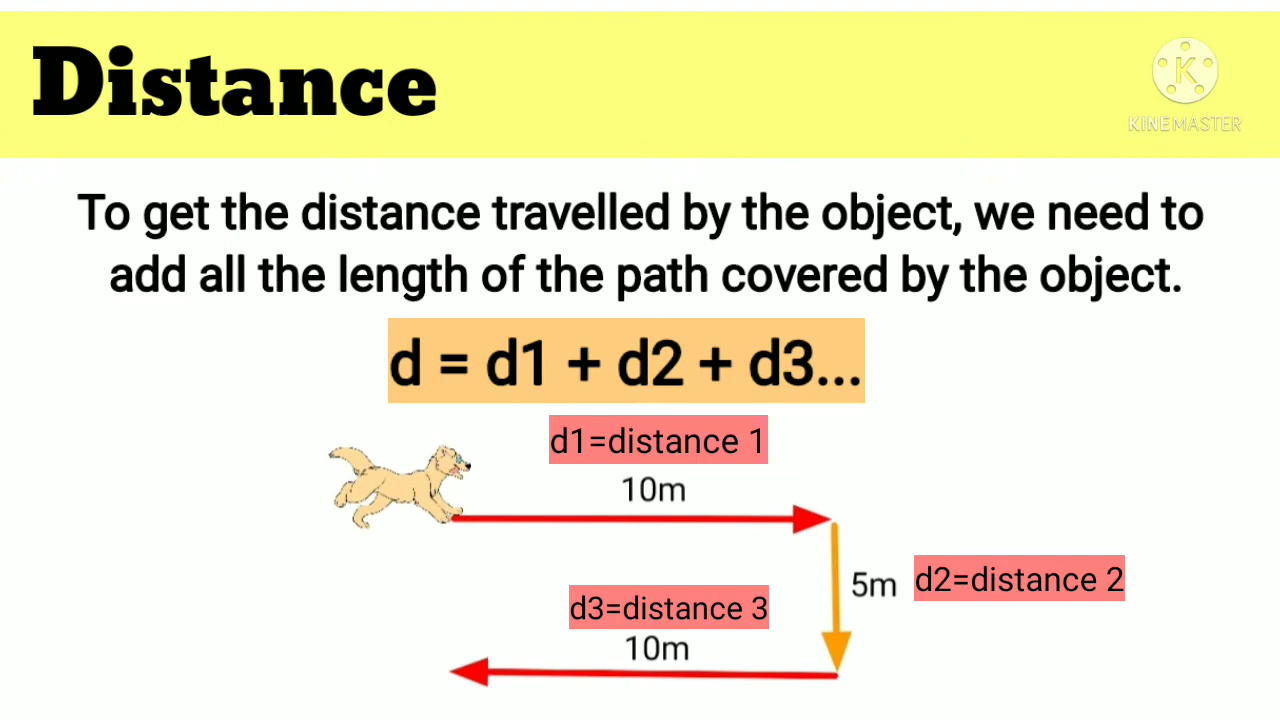 Distance
KINEMASTER
To get the distance travelled by the object, we need to
add all the length of the path covered by the object.
d = d1 + d2 + d3...
d1=distance 1
10m
5m
d2=distance 2
d3=distance 3
10m